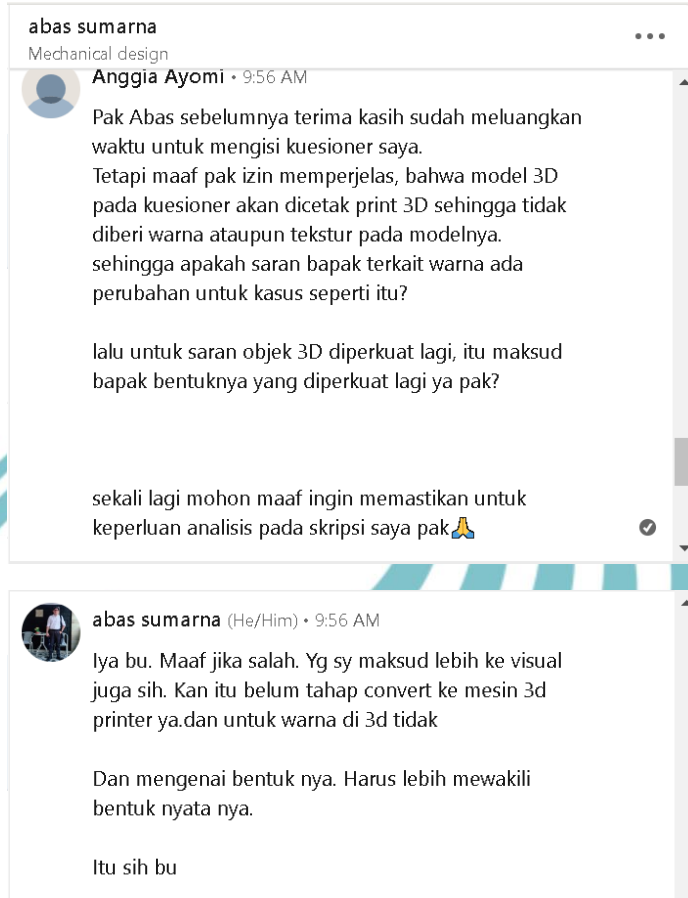 abas sumarna
Mechanical design
Anggia Ayomi • 9:56 AM
Pak Abas sebelumnya terima kasih sudah meluangkan
waktu untuk mengisi kuesioner saya.
Tetapi maaf pak izin memperjelas, bahwa model 3D
pada kuesioner akan dicetak print 3D sehingga tidak
diberi warna ataupun tekstur pada modelnya.
sehingga apakah saran bapak terkait warna ada
perubahan untuk kasus seperti itu?
lalu untuk saran objek 3D diperkuat lagi, itu maksud
bapak bentuknya yang diperkuat lagi ya pak?
sekali lagi mohon maaf ingin memastikan untuk
keperluan analisis pada skripsi saya pak🙏
abas sumarna (He/Him) • 9:56 AM
Iya bu. Maaf jika salah. Yg sy maksud lebih ke visual
juga sih. Kan itu belum tahap convert ke mesin 3d
printer ya.dan untuk warna di 3d tidak
Dan mengenai bentuk nya. Harus lebih mewakili
bentuk nyata nya.
Itu sih bu